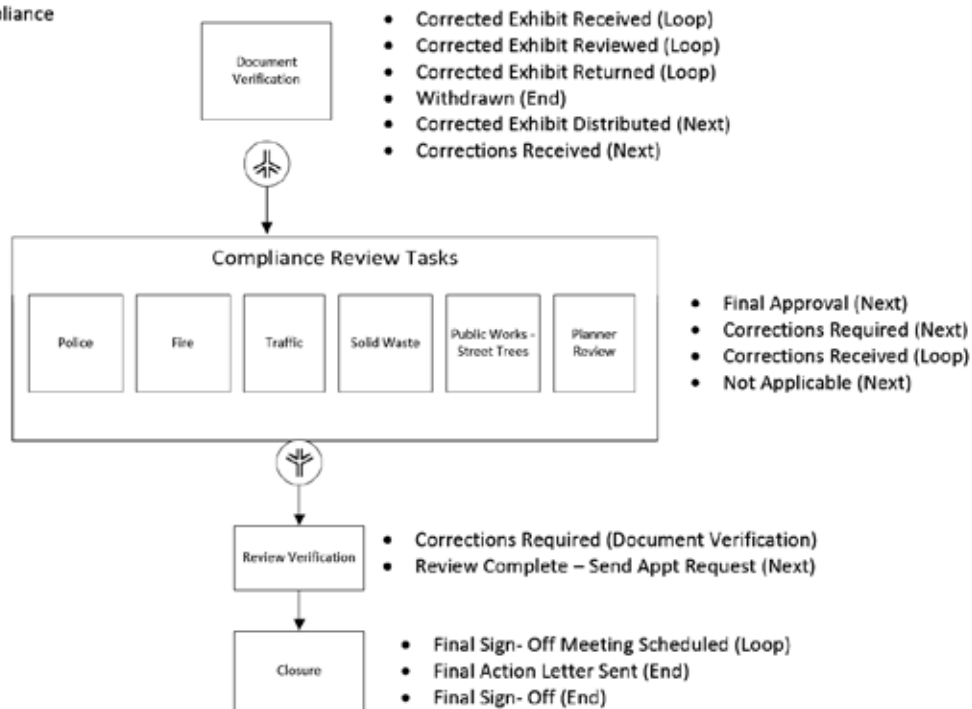 Document
Verification
• Corrected Exhibit Received (Loop)
• Corrected Exhibit Reviewed (Loop)
• Corrected Exhibit Returned (Loop)
• Withdrawn (End)
• Corrected Exhibit Distributed (Next)
• Corrections Received (Next)
Compliance Review Tasks
Police
Fire
Traffic
Solid Waste
Public Works -
Street Trees
Planner
Review
• Final Approval (Next)
• Corrections Required (Next)
• Corrections Received (Loop)
• Not Applicable (Next)
Review Verification
• Corrections Required (Document Verification)
• Review Complete – Send Appt Request (Next)
Closure
• Final Sign- Off Meeting Scheduled (Loop)
• Final Action Letter Sent (End)
• Final Sign- Off (End)